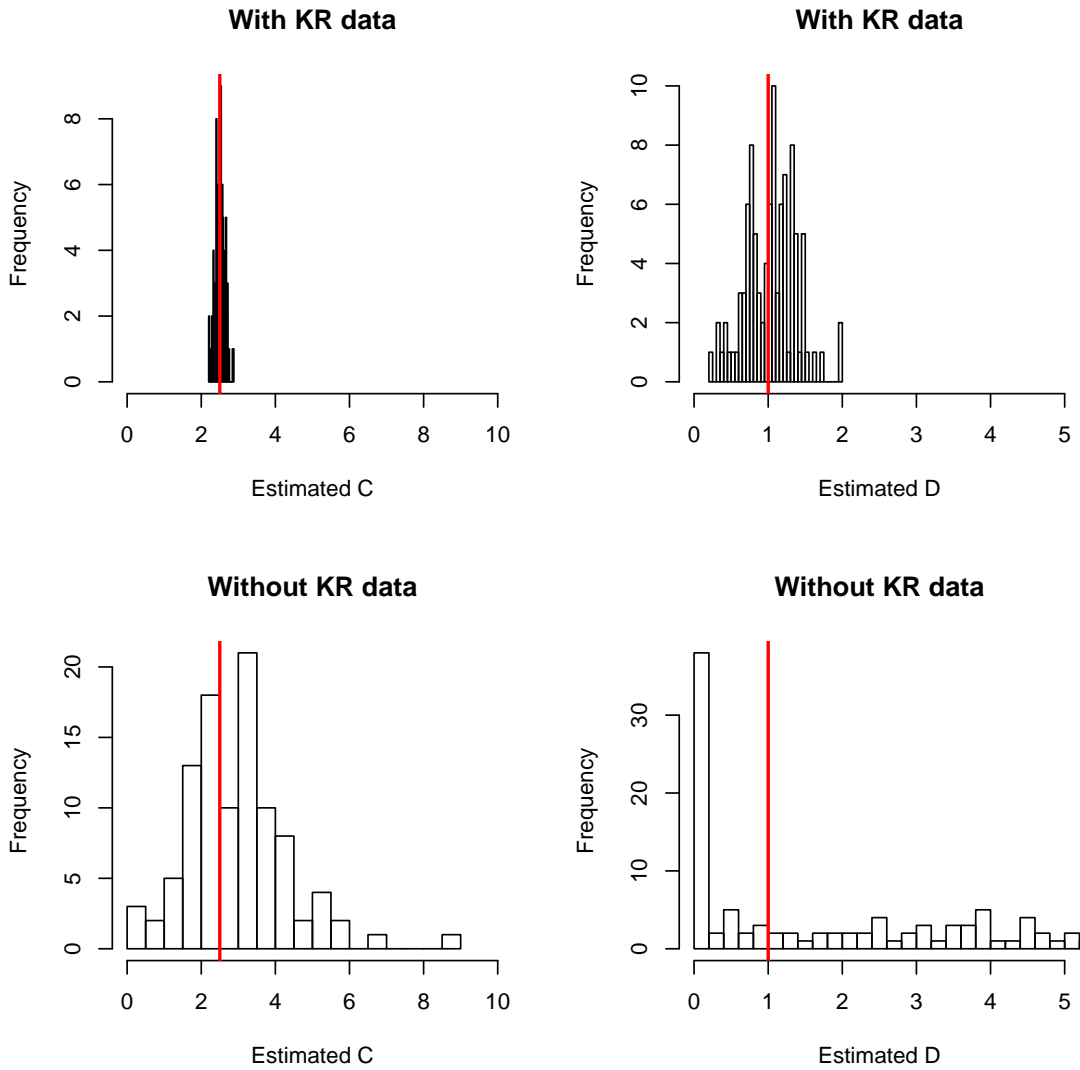 With KR data
Frequency
0 2 4 6 8
0 2 4 6 8 10
Estimated C
With KR data
Frequency
0 2 4 6 8 10
0 1 2 3 4 5
Estimated D
Without KR data
Frequency
0 5 10 15 20
0 2 4 6 8 10
Estimated C
Without KR data
Frequency
0 10 20 30
0 1 2 3 4 5
Estimated D